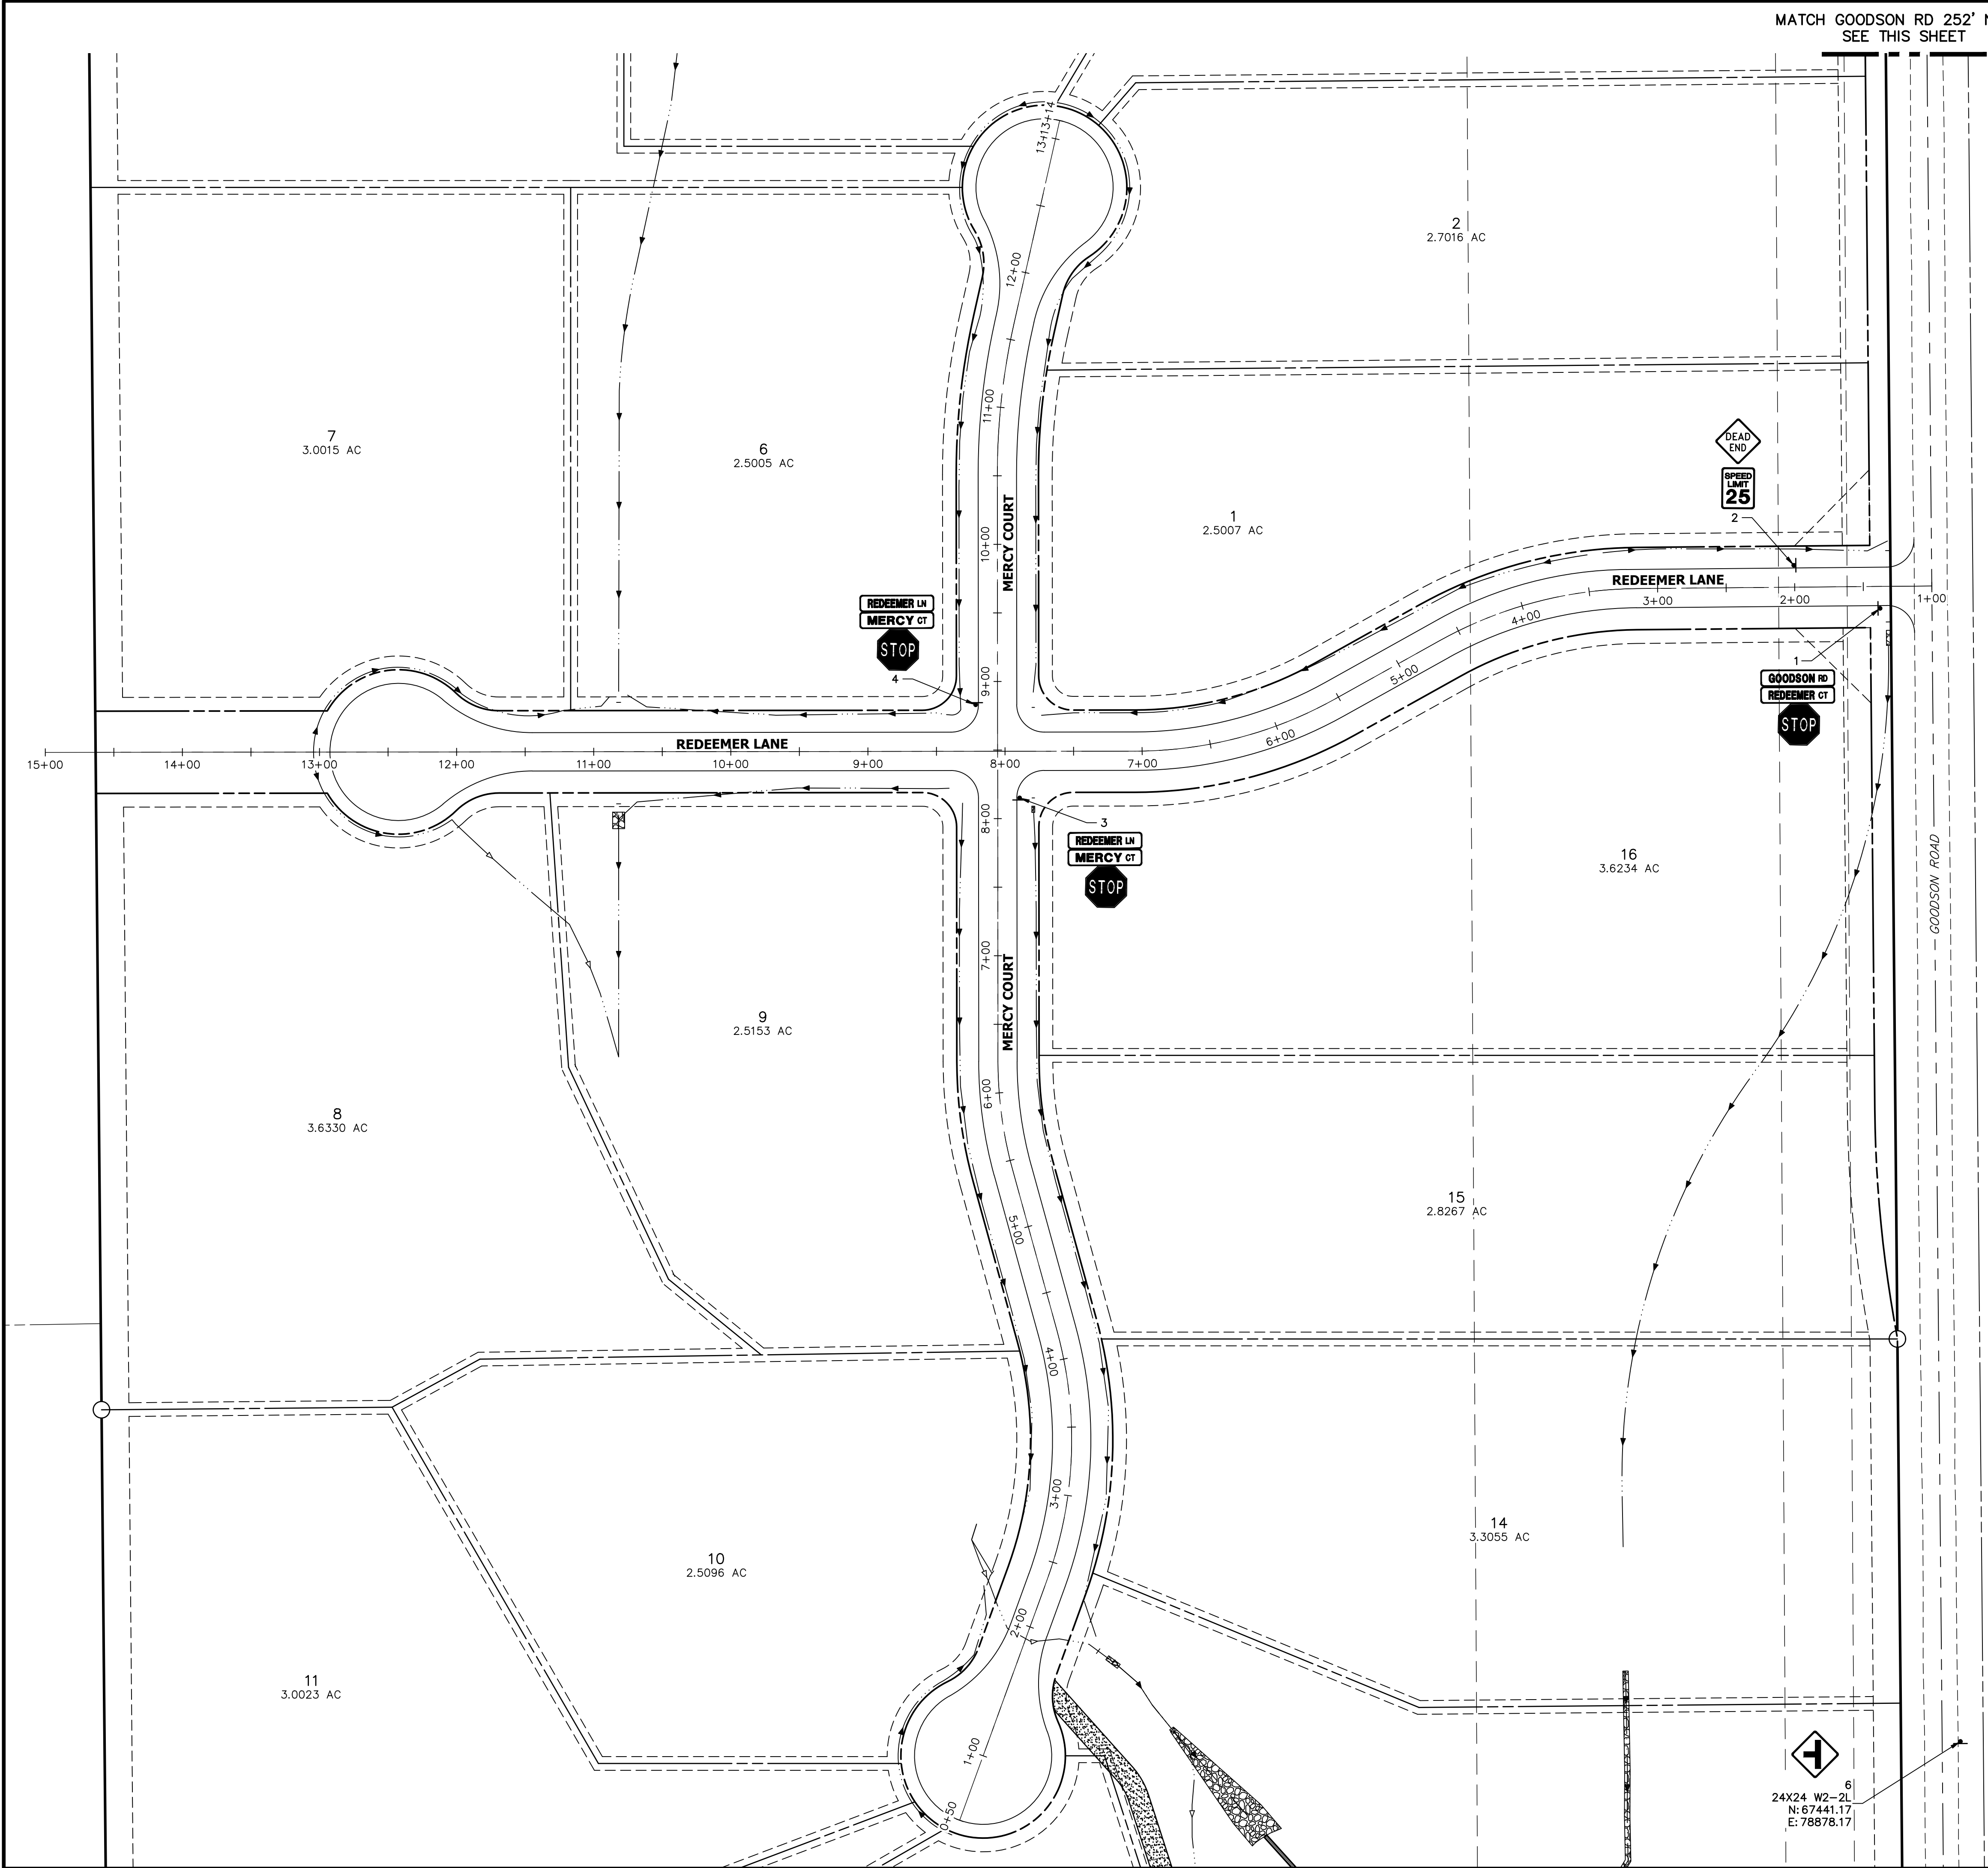 MATCH GOODSON RD 252'
SEE THIS SHEET
13+13+14
12+00
11+00
10+00
9+00
MERCY COURT
2
2.7016 AC
7
3.0015 AC
6
2.5005 AC
1
2.5007 AC
DEAD
END
SPEED
LIMIT
25
2
REDEEMER LANE
1+00
2+00
3+00
4+00
5+00
6+00
7+00
REDEEMER LN
MERCY CT
STOP
4
1
GOODSON RD
REDEEMER CT
STOP
REDEEMER LANE
15+00
14+00
13+00
12+00
11+00
10+00
9+00
8+00
3
REDEEMER LN
MERCY CT
STOP
8+00
7+00
6+00
5+00
4+00
3+00
2+00
1+00
0+50
MERCY COURT
GOODSON ROAD
16
3.6234 AC
9
2.5153 AC
8
3.6330 AC
15
2.8267 AC
14
3.3055 AC
10
2.5096 AC
11
3.0023 AC
6
24X24 W2-2L
N: 67441.17
E: 78878.17